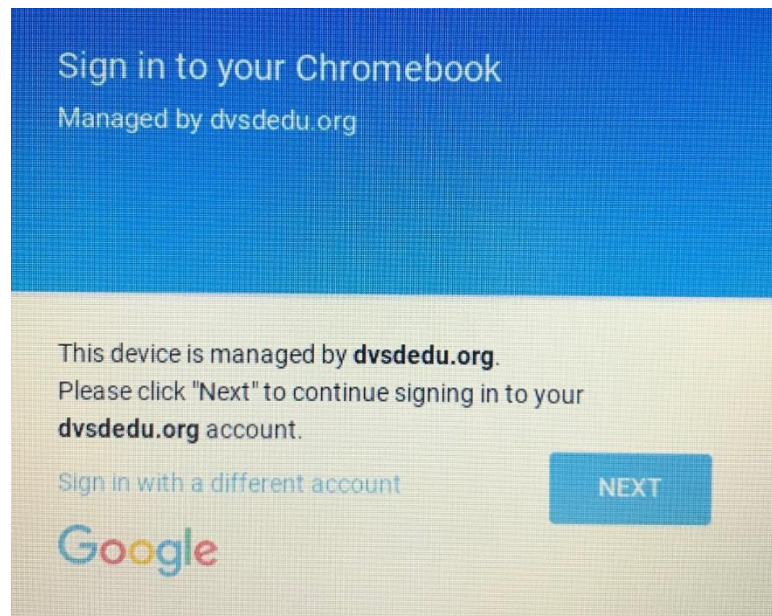 Sign in to your Chromebook
Managed by dvsdedu.org
This device is managed by dvsdedu.org.
Please click "Next" to continue signing in to your
dvsdedu.org account.
Sign in with a different account
NEXT
Google